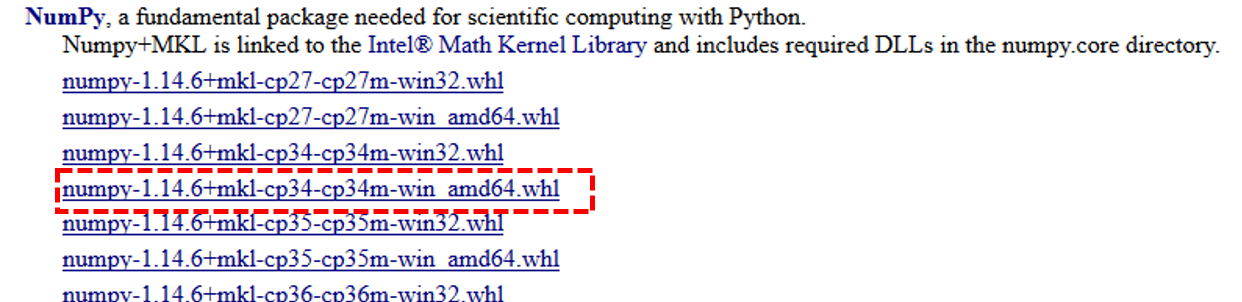 NumPy, a fundamental package needed for scientific computing with Python.
Numpy+MKL is linked to the Intel® Math Kernel Library and includes required DLLs in the numpy.core directory.
numpy-1.14.6+mkl-cp27-cp27m-win32.whl
numpy-1.14.6+mkl-cp27-cp27m-win_amd64.whl
numpy-1.14.6+mkl-cp34-cp34m-win32.whl
numpy-1.14.6+mkl-cp34-cp34m-win_amd64.whl
numpy-1.14.6+mkl-cp35-cp35m-win32.whl
numpy-1.14.6+mkl-cp35-cp35m-win_amd64.whl
numpy-1.14.6+mkl-cp36-cp36m-win32.whl